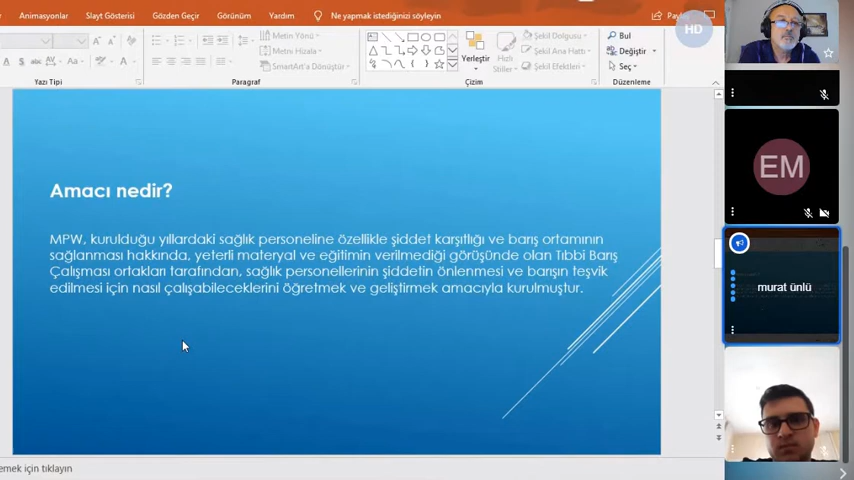 Animasyonlar Slayt Gösterisi Gözden Geçir Görünüm Yardım Ne yapmak istediğinizi söyleyin
Metin Yönü
Metni Hizala
SmartArt'a Dönüştür
Yazı Tipi
Paragraf
Yerleştir
Hızlı
Stiller
Şekil Dolgusu
Şekil Ana Hattı
Şekil Efektleri
Çizim
Bul
Değiştir
Seç
Düzenleme
HD
Amacı nedir?
MPW, kurulduğu yıllardaki sağlık personeline özellikle şiddet karşıtlığı ve barış ortamının
sağlanması hakkında, yeterli materyal ve eğitimin verilmediği görüşünde olan Tıbbi Barış
Çalışması ortakları tarafından, sağlık personellerinin şiddetin önlenmesi ve barışın teşvik
edilmesi için nasıl çalışabileceklerini öğretmek ve geliştirmek amacıyla kurulmuştur.
için tıklayın
EM
murat ünlü